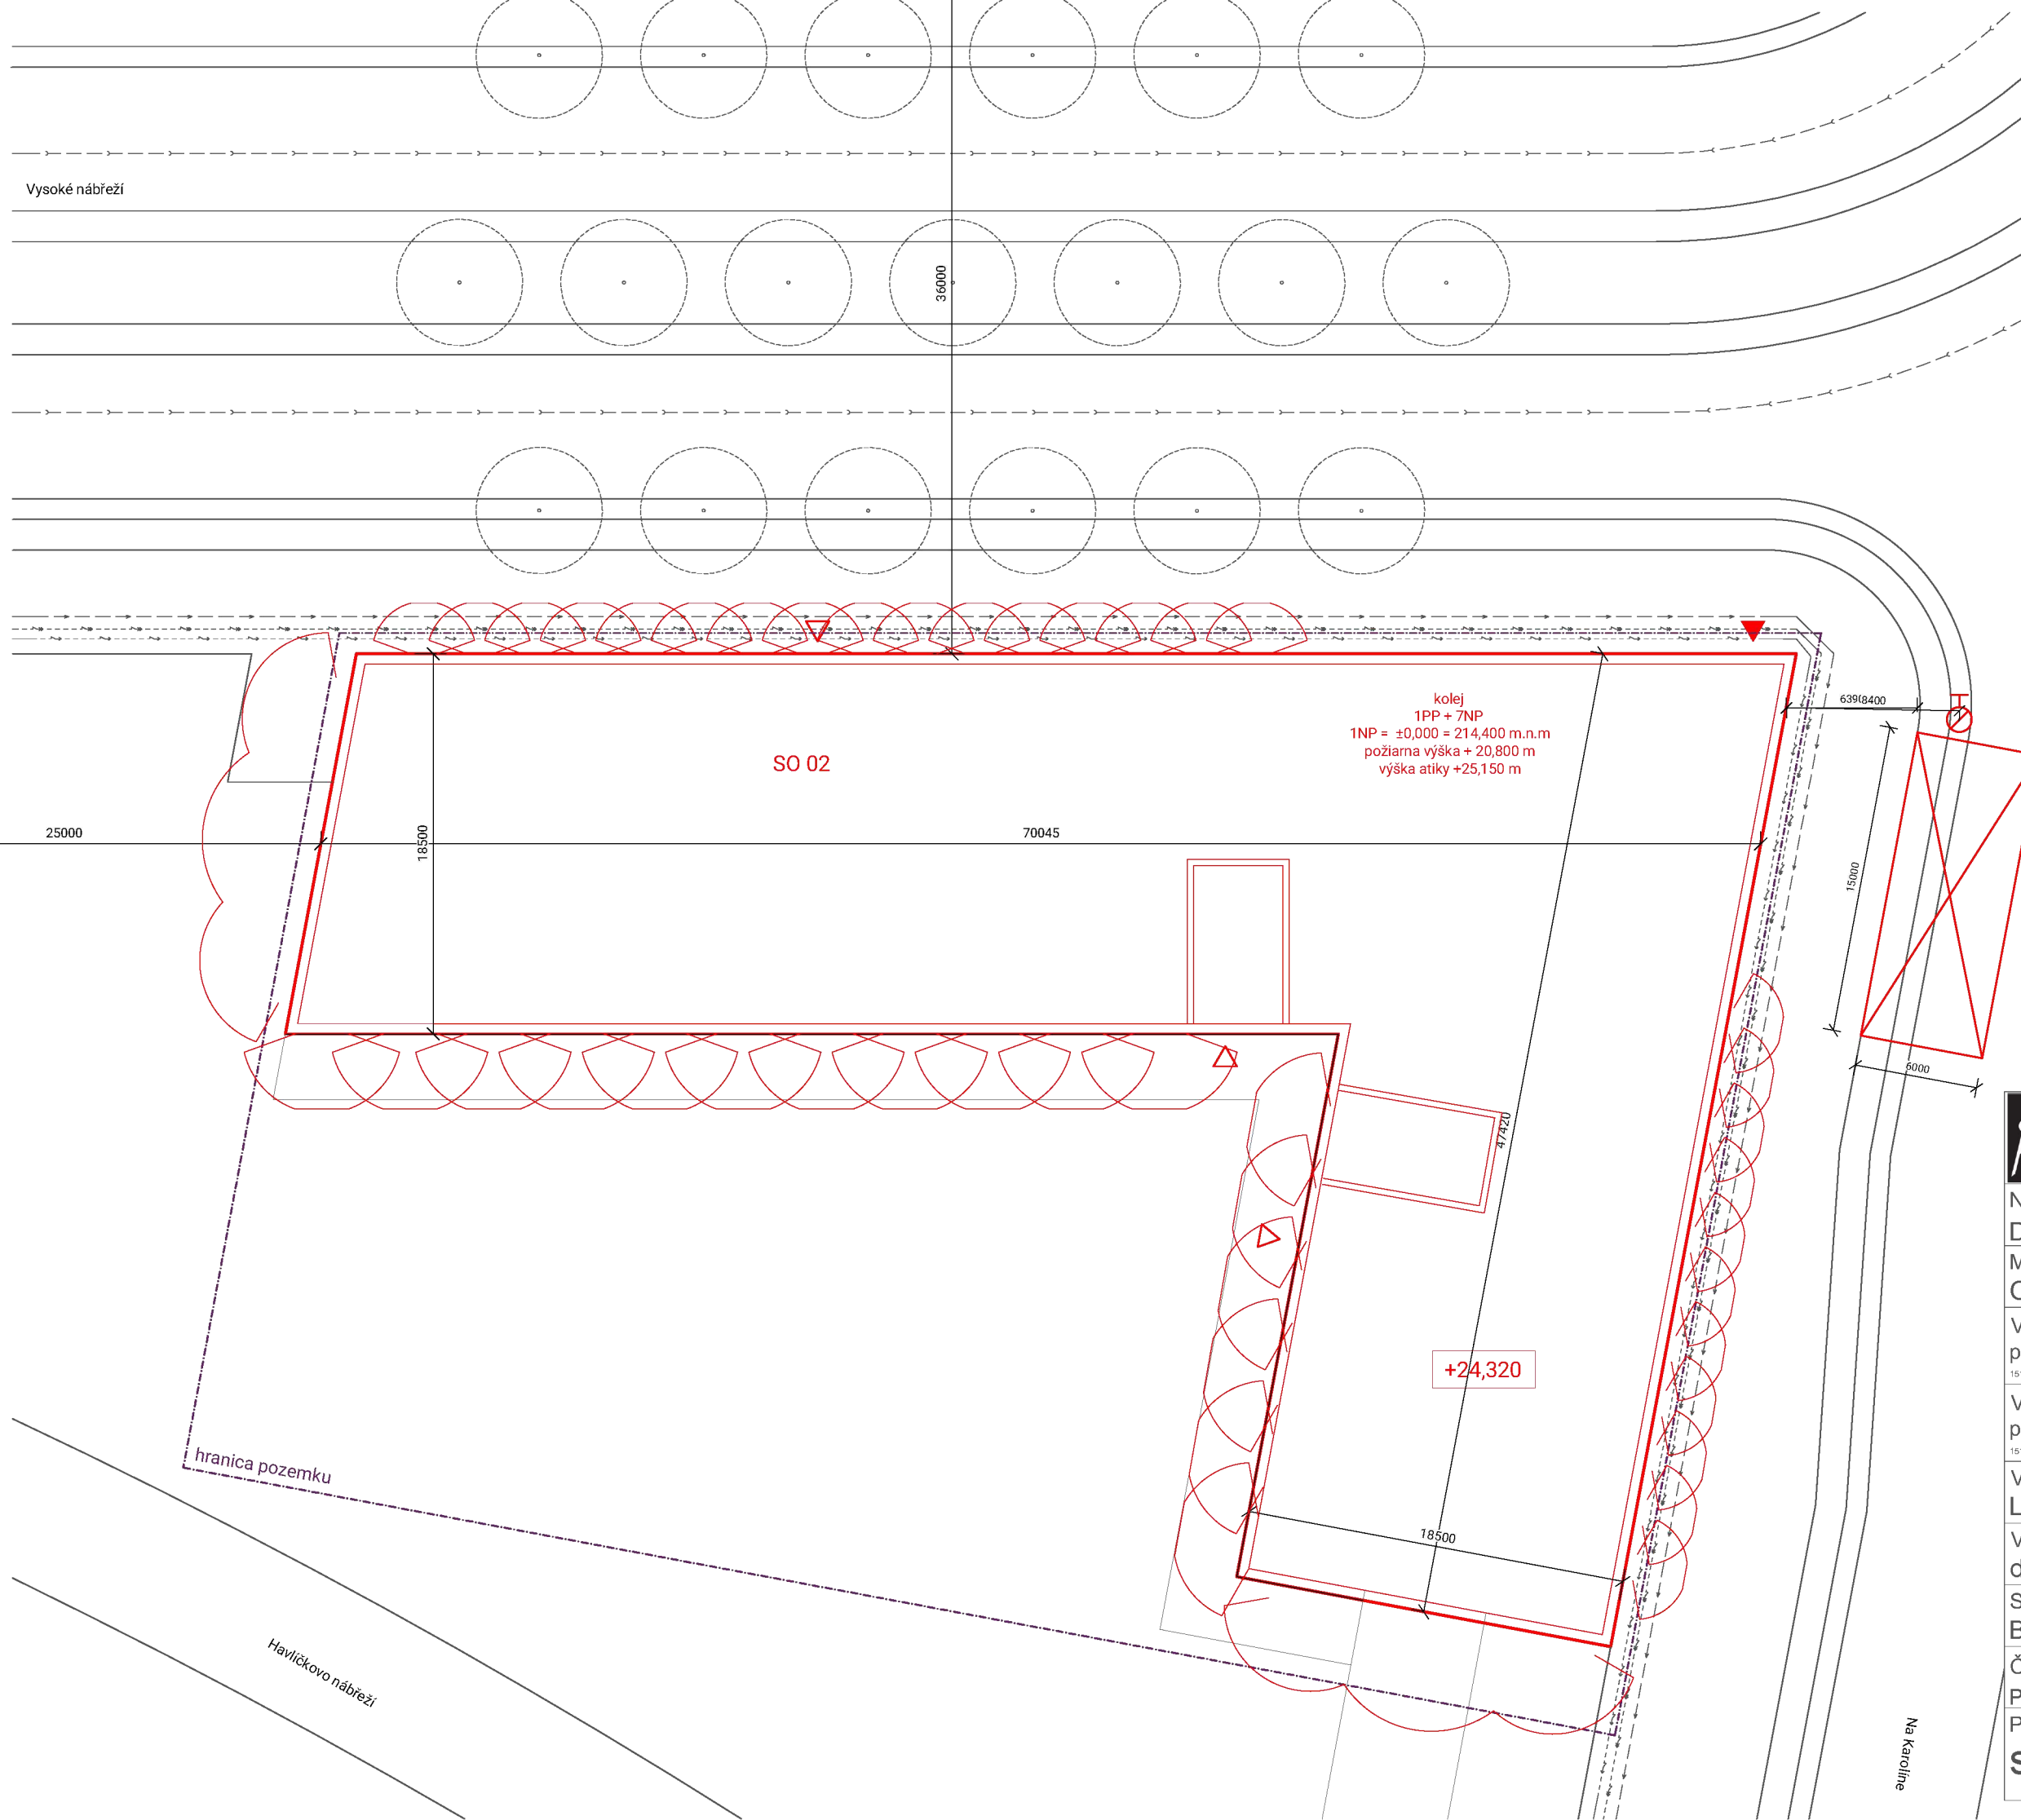 Vysoké nábřeží
36000
kolej
1PP + 7NP
1NP = ±0,000 = 214,400 m.n.m
požiarna výška + 20,800 m
výška atiky +25,150 m
SO 02
8400
H
25000
18500
70045
15000
6000
47420
+24,320
18500
hranica pozemku
Havlíčkovo nábřeží
Na Karolíne